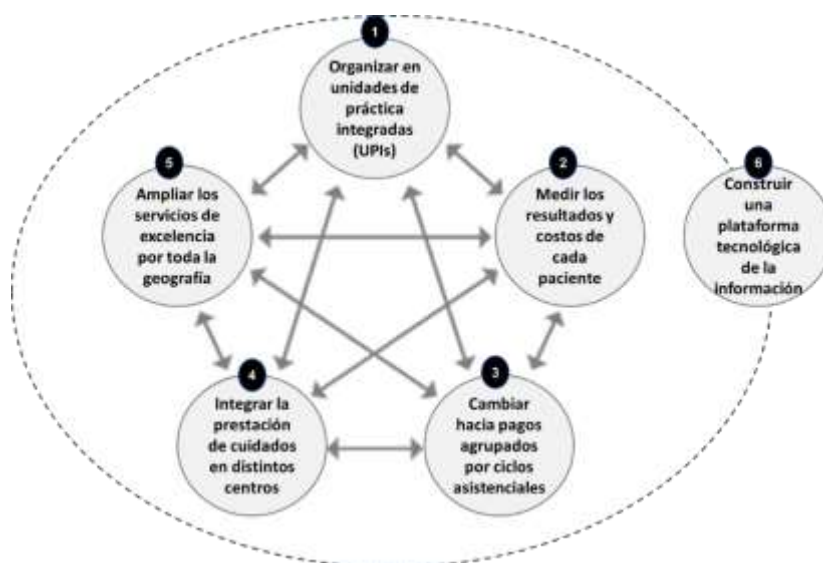 1
Organizar en
unidades de
práctica
integradas
(UPIs)
2
Medir los
resultados y
costos de
cada
paciente
3
Cambiar
hacia pagos
agrupados
por ciclos
asistenciales
4
Integrar la
prestación
de cuidados
en distintos
centros
5
Ampliar los
servicios de
excelencia
por toda la
geografía
6
Construir
una
plataforma
tecnológica
de la
información